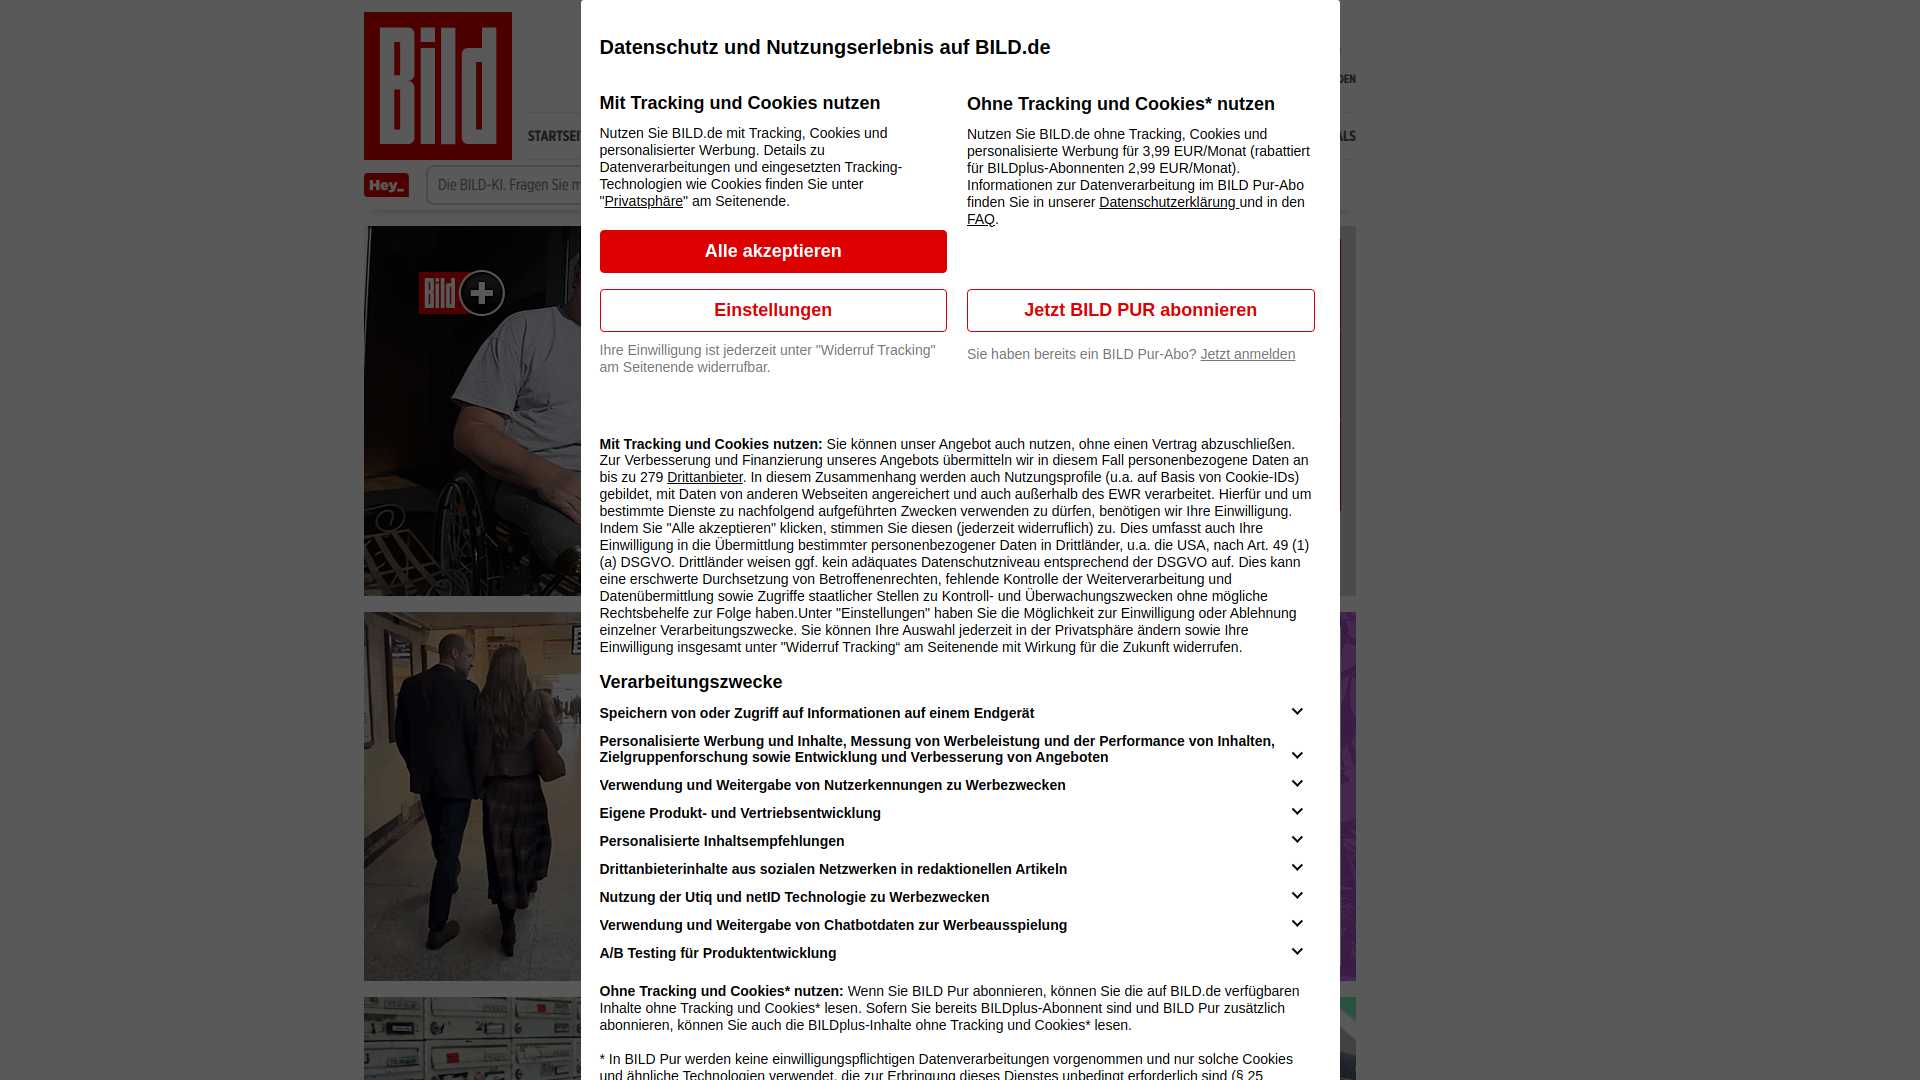 Bild
DEN
STARTSEI
ALS
Hey_
Die BILD-KI. Fragen Sie m
Bild
Datenschutz und Nutzungserlebnis auf BILD.de
Mit Tracking und Cookies nutzen
Nutzen Sie BILD.de mit Tracking, Cookies und
personalisierter Werbung. Details zu
Datenverarbeitungen und eingesetzten Tracking-
Technologien wie Cookies finden Sie unter
"Privatsphäre" am Seitenende.
Alle akzeptieren
Einstellungen
Ihre Einwilligung ist jederzeit unter "Widerruf Tracking"
am Seitenende widerrufbar.
Ohne Tracking und Cookies* nutzen
Nutzen Sie BILD.de ohne Tracking, Cookies und
personalisierte Werbung für 3,99 EUR/Monat (rabattiert
für BILDplus-Abonnenten 2,99 EUR/Monat).
Informationen zur Datenverarbeitung im BILD Pur-Abo
finden Sie in unserer Datenschutzerklärung und in den
FAQ.
Jetzt BILD PUR abonnieren
Sie haben bereits ein BILD Pur-Abo? Jetzt anmelden
Mit Tracking und Cookies nutzen: Sie können unser Angebot auch nutzen, ohne einen Vertrag abzuschließen.
Zur Verbesserung und Finanzierung unseres Angebots übermitteln wir in diesem Fall personenbezogene Daten an
bis zu 279 Drittanbieter. In diesem Zusammenhang werden auch Nutzungsprofile (u.a. auf Basis von Cookie-IDs)
gebildet, mit Daten von anderen Webseiten angereichert und auch außerhalb des EWR verarbeitet. Hierfür und um
bestimmte Dienste zu nachfolgend aufgeführten Zwecken verwenden zu dürfen, benötigen wir Ihre Einwilligung.
Indem Sie "Alle akzeptieren" klicken, stimmen Sie diesen (jederzeit widerruflich) zu. Dies umfasst auch Ihre
Einwilligung in die Übermittlung bestimmter personenbezogener Daten in Drittländer, u.a. die USA, nach Art. 49 (1)
(a) DSGVO. Drittländer weisen ggf. kein adäquates Datenschutzniveau entsprechend der DSGVO auf. Dies kann
eine erschwerte Durchsetzung von Betroffenenrechten, fehlende Kontrolle der Weiterverarbeitung und
Datenübermittlung sowie Zugriffe staatlicher Stellen zu Kontroll- und Überwachungszwecken ohne mögliche
Rechtsbehelfe zur Folge haben.Unter "Einstellungen" haben Sie die Möglichkeit zur Einwilligung oder Ablehnung
einzelner Verarbeitungszwecke. Sie können Ihre Auswahl jederzeit in der Privatsphäre ändern sowie Ihre
Einwilligung insgesamt unter "Widerruf Tracking“ am Seitenende mit Wirkung für die Zukunft widerrufen.
Verarbeitungszwecke
Speichern von oder Zugriff auf Informationen auf einem Endgerät
Personalisierte Werbung und Inhalte, Messung von Werbeleistung und der Performance von Inhalten,
Zielgruppenforschung sowie Entwicklung und Verbesserung von Angeboten
Verwendung und Weitergabe von Nutzerkennungen zu Werbezwecken
Eigene Produkt- und Vertriebsentwicklung
Personalisierte Inhaltsempfehlungen
Drittanbieterinhalte aus sozialen Netzwerken in redaktionellen Artikeln
Nutzung der Utiq und netID Technologie zu Werbezwecken
Verwendung und Weitergabe von Chatbotdaten zur Werbeausspielung
A/B Testing für Produktentwicklung
Ohne Tracking und Cookies* nutzen: Wenn Sie BILD Pur abonnieren, können Sie die auf BILD.de verfügbaren
Inhalte ohne Tracking und Cookies* lesen. Sofern Sie bereits BILDplus-Abonnent sind und BILD Pur zusätzlich
abonnieren, können Sie auch die BILDplus-Inhalte ohne Tracking und Cookies* lesen.
* In BILD Pur werden keine einwilligungspflichtigen Datenverarbeitungen vorgenommen und nur solche Cookies
und ähnliche Technologien verwendet, die zur Erbringung dieses Dienstes unbedingt erforderlich sind (§ 25